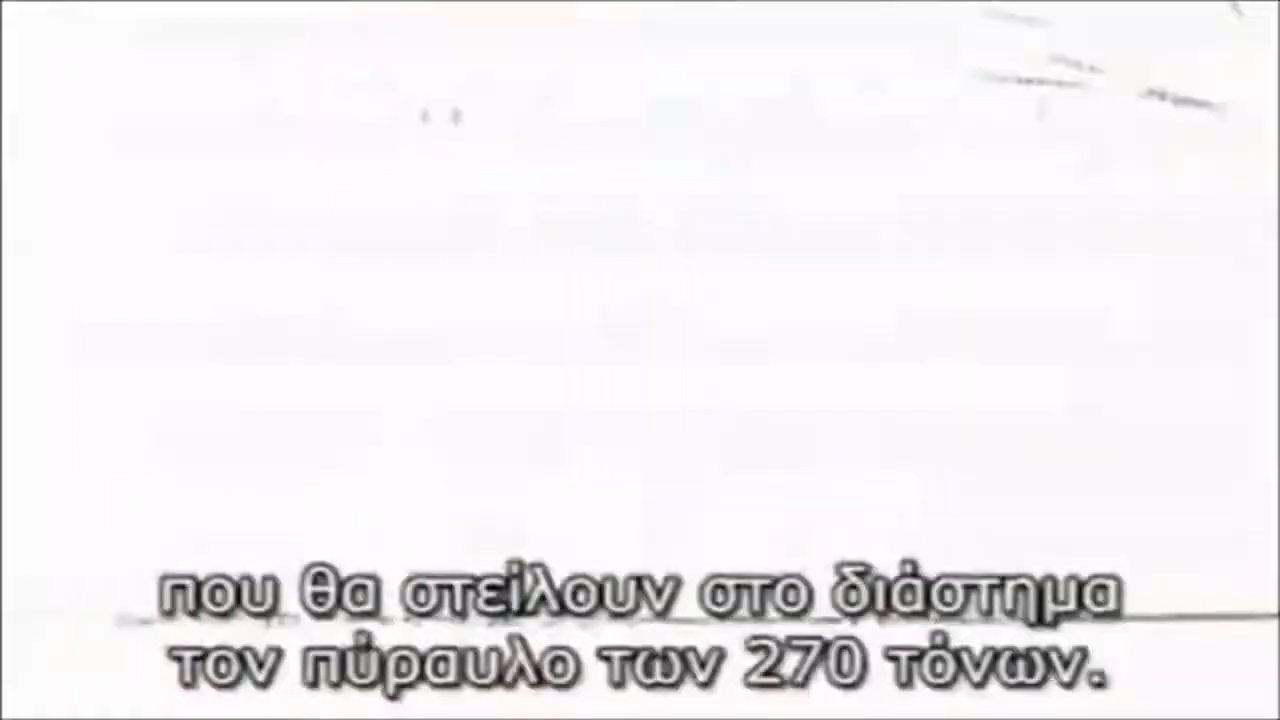 που θα στείλουν στο διάστημα
τον πύραυλο των 270 τόνων.